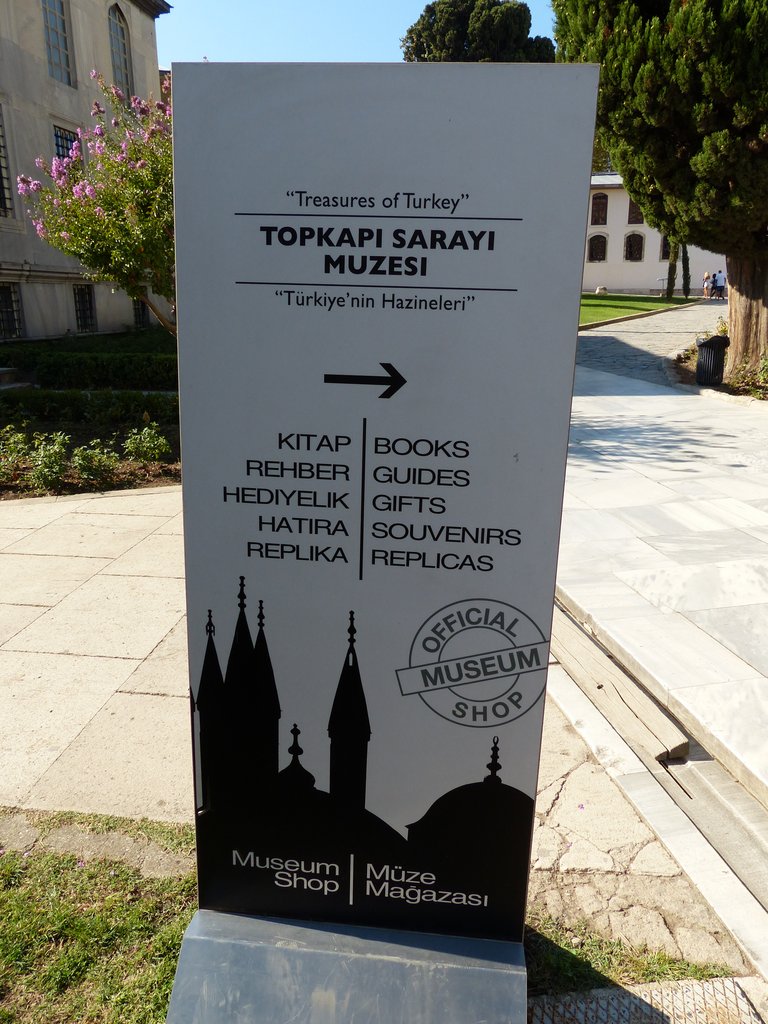 “Treasures of Turkey”
TOPKAPI SARAYI
MUZESI
“Türkiye’nin Hazineleri”
KITAP | BOOKS
REHBER | GUIDES
HEDIYELIK | GIFTS
HATIRA | SOUVENIRS
REPLIKA | REPLICAS
OFFICIAL
MUSEUM
SHOP
Museum | Müze
Shop | Mağazası